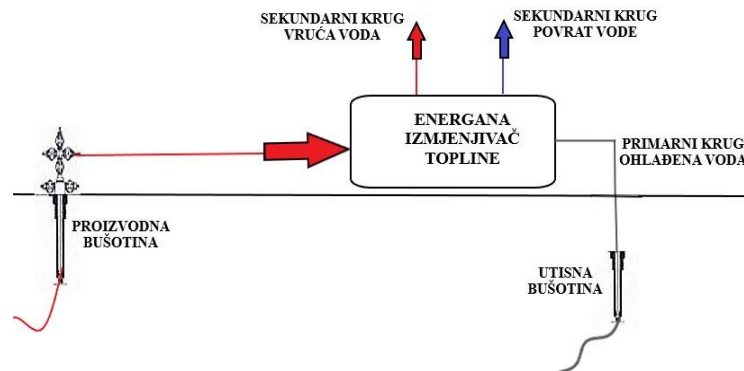 SEKUNDARNI KRUG
VRUĆA VODA
SEKUNDARNI KRUG
POVRAT VODE
ENERGANA
IZMJENJIVAČ
TOPLINE
PRIMARNI KRUG
OHLAĐENA VODA
PROIZVODNA
BUŠOTINA
UTISNA
BUŠOTINA